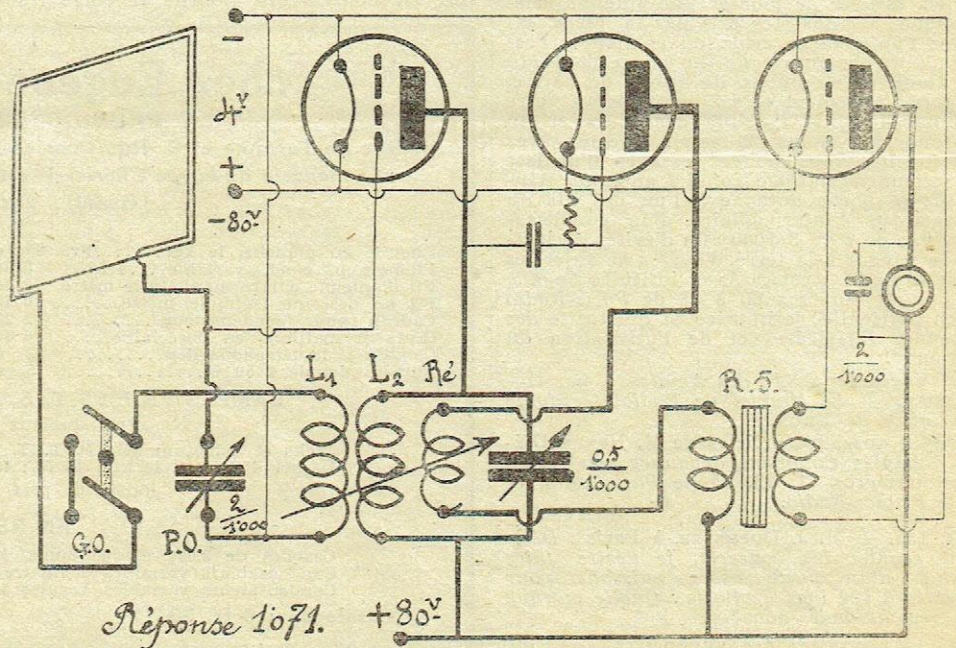 −
4ᵛ
+
−80ᵛ
L1 L2 Ré
R.5.
2/1000
0,5/1000
2/1000
G.O. P.O.
Réponse 1071. +80ᵛ